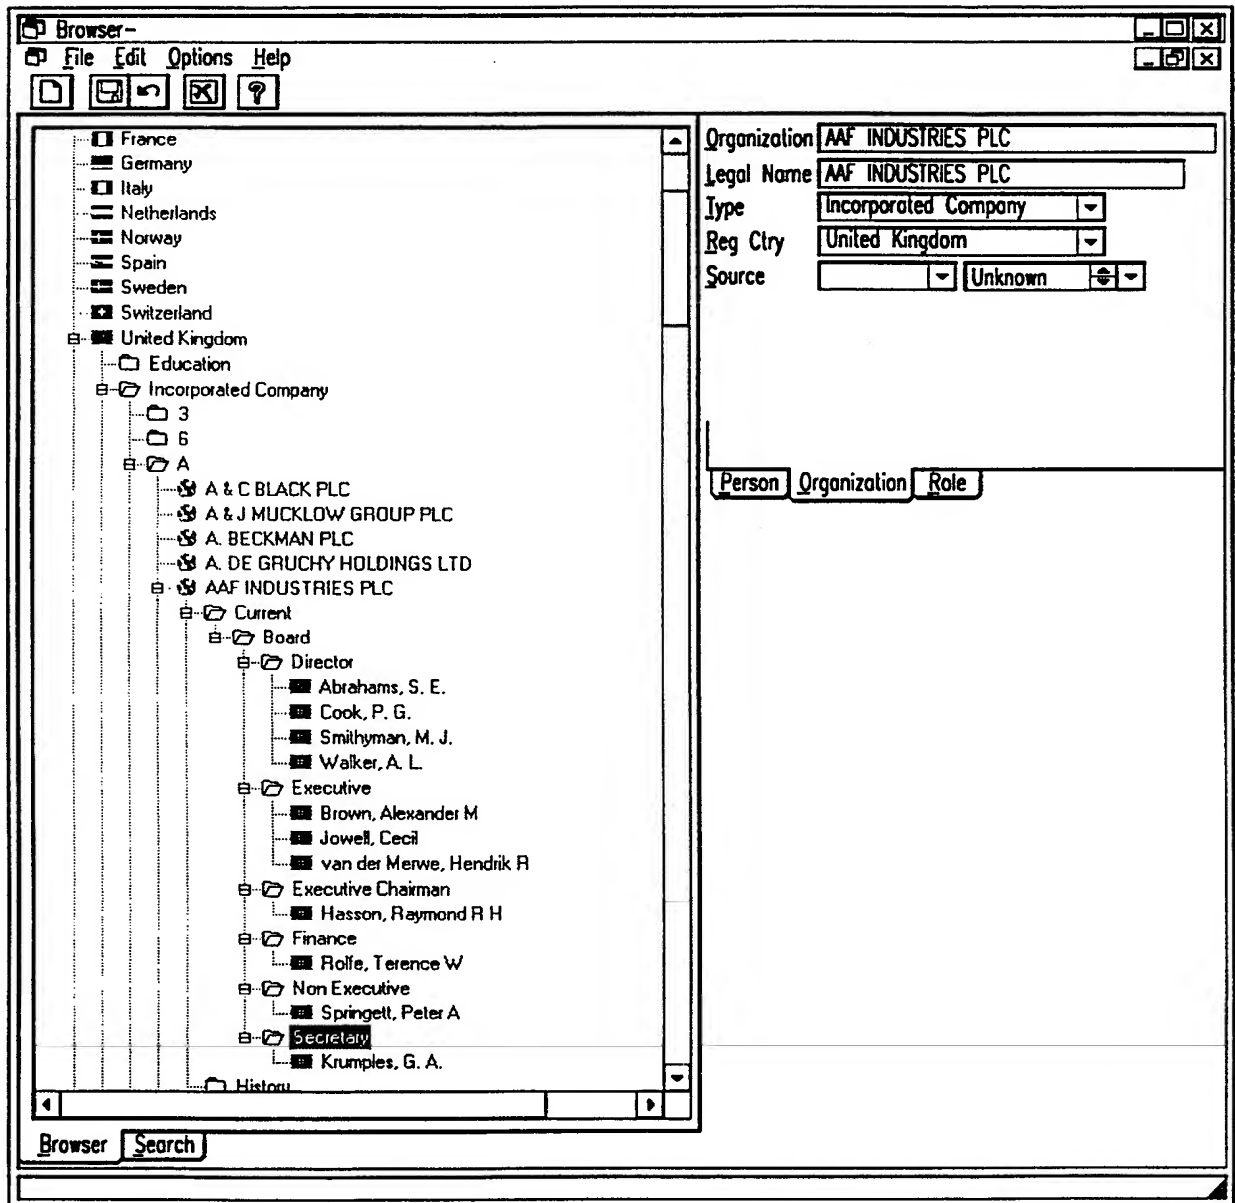 Browser-
File Edit Options Help
France
Germany
Italy
Netherlands
Norway
Spain
Sweden
Switzerland
United Kingdom
Education
Incorporated Company
3
6
A
A & C BLACK PLC
A & J MUCKLOW GROUP PLC
A. BECKMAN PLC
A. DE GRUCHY HOLDINGS LTD
AAF INDUSTRIES PLC
Current
Board
Director
Abrahams, S. E.
Cook, P. G.
Smithyman, M. J.
Walker, A. L.
Executive
Brown, Alexander M
Jowell, Cecil
van der Merwe, Hendrik R
Executive Chairman
Hasson, Raymond R H
Finance
Rolfe, Terence W
Non Executive
Springett, Peter A
Secretary
Krumples, G. A.
History
Browser Search
Organization AAF INDUSTRIES PLC
Legal Name AAF INDUSTRIES PLC
Type Incorporated Company
Reg Ctry United Kingdom
Source Unknown
Person Organization Role